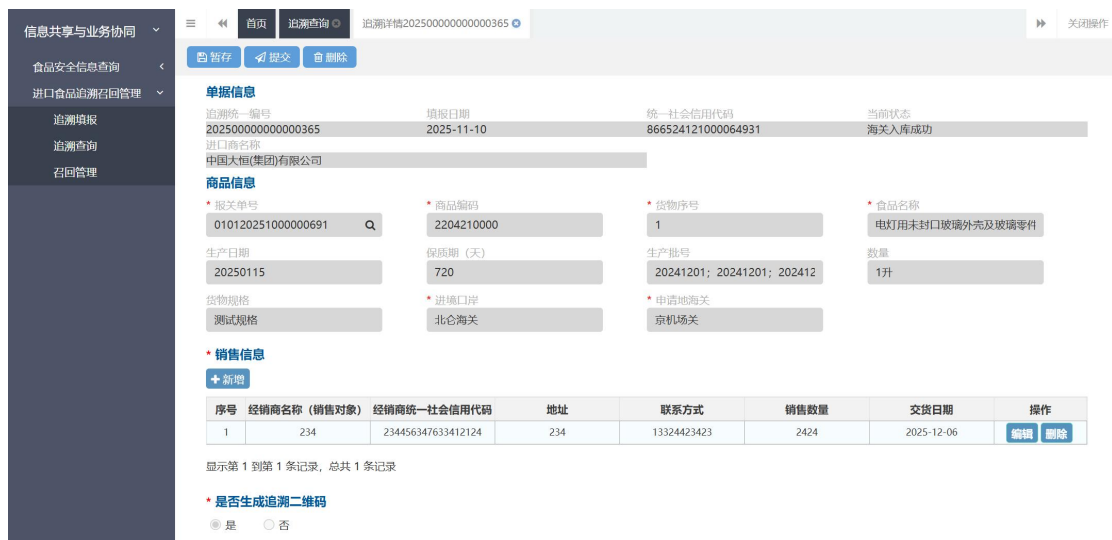 信息共享与业务协同
食品安全信息查询
进口食品追溯召回管理
追溯填报
追溯查询
召回管理
首页 追溯查询 追溯详情202500000000000365 关闭操作
暂存 提交 删除
单据信息
追溯统一编号 填报日期 统一社会信用代码 当前状态
202500000000000365 2025-11-10 866524121000064931 海关入库成功
进口商名称
中国大恒(集团)有限公司
商品信息
* 报关单号 * 商品编码 * 货物序号 * 食品名称
010120251000000691 2204210000 1 电灯用未封口玻璃外壳及玻璃零件
生产日期 保质期（天） 生产批号 数量
20250115 720 20241201；20241201；202412 1升
货物规格 * 进境口岸 * 申请地海关
测试规格 北仑海关 京机场关
* 销售信息
+ 新增
序号 经销商名称（销售对象） 经销商统一社会信用代码 地址 联系方式 销售数量 交货日期 操作
1 234 234456347633412124 234 13324423423 2424 2025-12-06 编辑 删除
显示第 1 到第 1 条记录，总共 1 条记录
* 是否生成追溯二维码
是 否